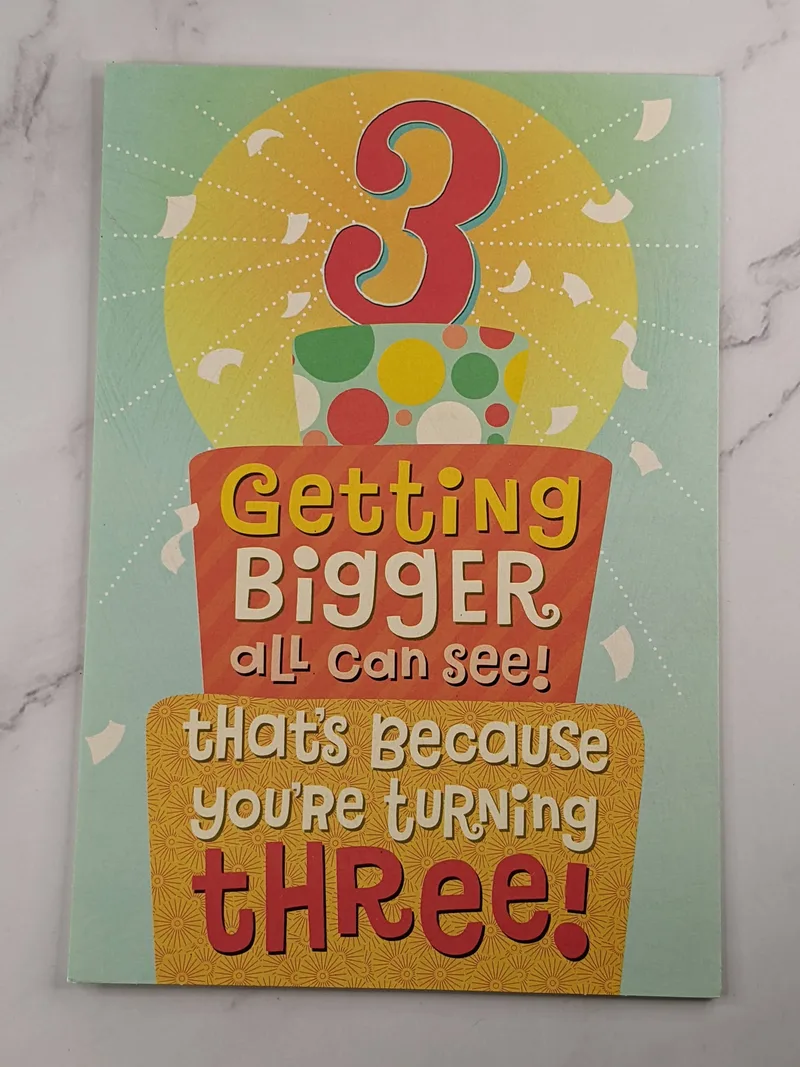 3
Getting
BiggER
aLL can see!
tHat's Because
you'Re tuRNing
tHRee!